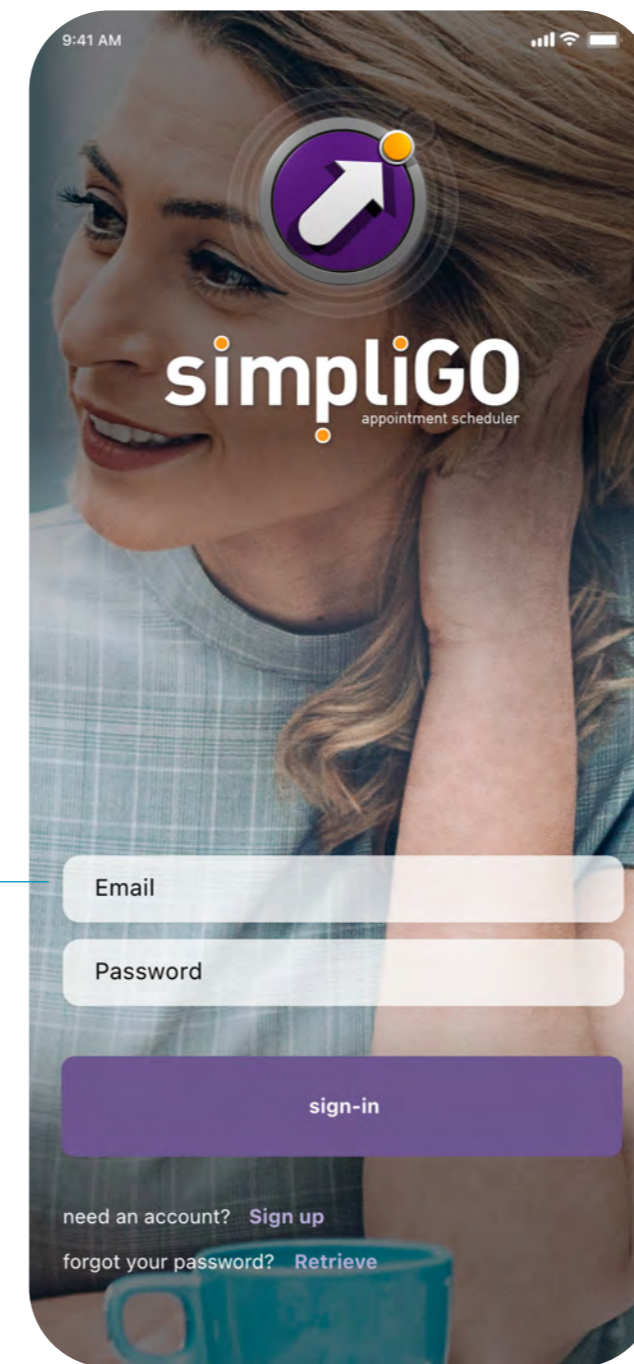 9:41 AM
simpliGO
appointment scheduler
Email
Password
sign-in
need an account? Sign up
forgot your password? Retrieve